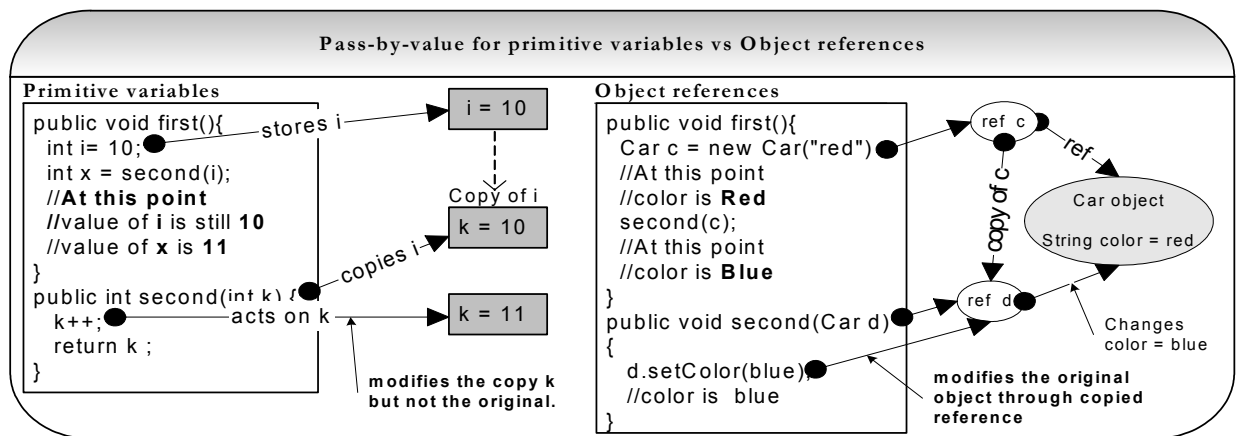 Pass-by-value for primitive variables vs Object references
Primitive variables
public void first(){
int i= 10;
int x = second(i);
//At this point
//value of i is still 10
//value of x is 11
}
public int second(int k) {
k++;
return k ;
}
stores i
i = 10
Copy of i
k = 10
copies i
acts on k
k = 11
modifies the copy k
but not the original.
Object references
public void first(){
Car c = new Car("red")
//At this point
//color is Red
second(c);
//At this point
//color is Blue
}
public void second(Car d)
{
d.setColor(blue);
//color is blue
}
ref c
ref
copy of c
Car object
String color = red
ref d
Changes
color = blue
modifies the original
object through copied
reference